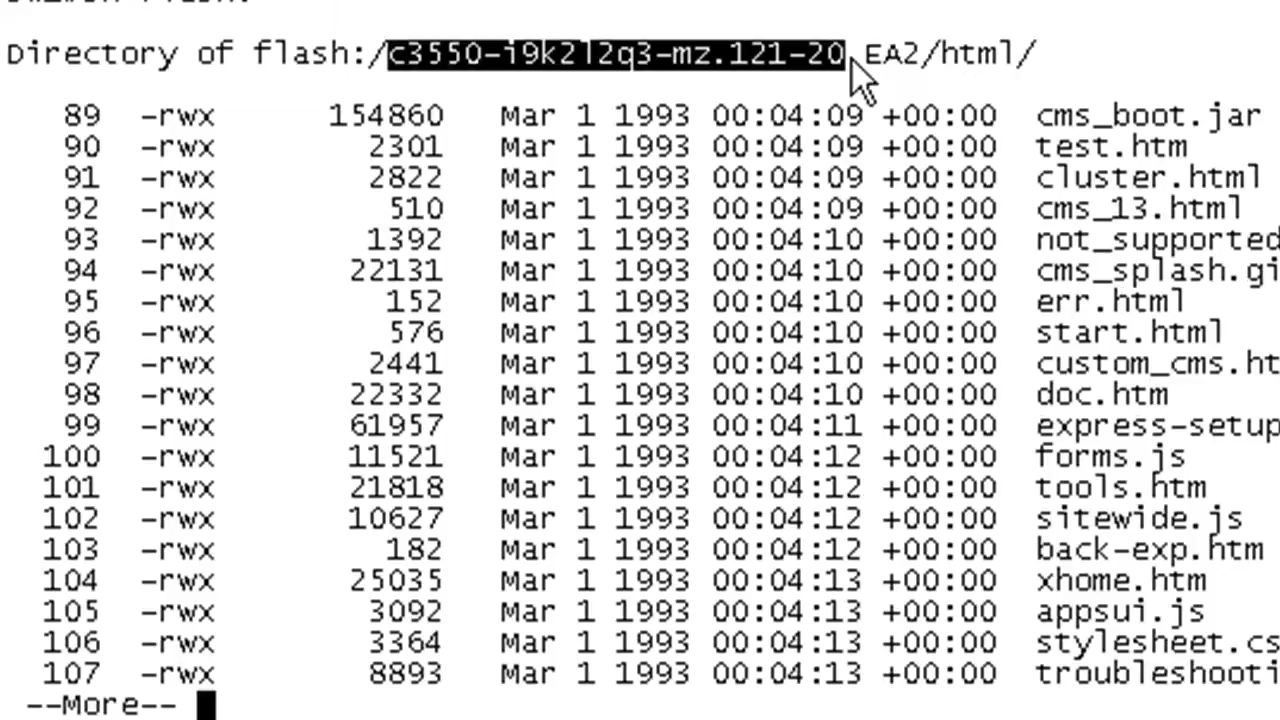 Directory of flash:/c3550-i9k2l2q3-mz.121-20.EA2/html/
89 -rwx 154860 Mar 1 1993 00:04:09 +00:00 cms_boot.jar
90 -rwx 2301 Mar 1 1993 00:04:09 +00:00 test.htm
91 -rwx 2822 Mar 1 1993 00:04:09 +00:00 cluster.html
92 -rwx 510 Mar 1 1993 00:04:09 +00:00 cms_13.html
93 -rwx 1392 Mar 1 1993 00:04:10 +00:00 not_supported
94 -rwx 22131 Mar 1 1993 00:04:10 +00:00 cms_splash.gi
95 -rwx 152 Mar 1 1993 00:04:10 +00:00 err.html
96 -rwx 576 Mar 1 1993 00:04:10 +00:00 start.html
97 -rwx 2441 Mar 1 1993 00:04:10 +00:00 custom_cms.ht
98 -rwx 22332 Mar 1 1993 00:04:10 +00:00 doc.htm
99 -rwx 61957 Mar 1 1993 00:04:11 +00:00 express-setup
100 -rwx 11521 Mar 1 1993 00:04:12 +00:00 forms.js
101 -rwx 21818 Mar 1 1993 00:04:12 +00:00 tools.htm
102 -rwx 10627 Mar 1 1993 00:04:12 +00:00 sitewide.js
103 -rwx 182 Mar 1 1993 00:04:12 +00:00 back-exp.htm
104 -rwx 25035 Mar 1 1993 00:04:13 +00:00 xhome.htm
105 -rwx 3092 Mar 1 1993 00:04:13 +00:00 appsui.js
106 -rwx 3364 Mar 1 1993 00:04:13 +00:00 stylesheet.cs
107 -rwx 8893 Mar 1 1993 00:04:13 +00:00 troubleshooti
--More--